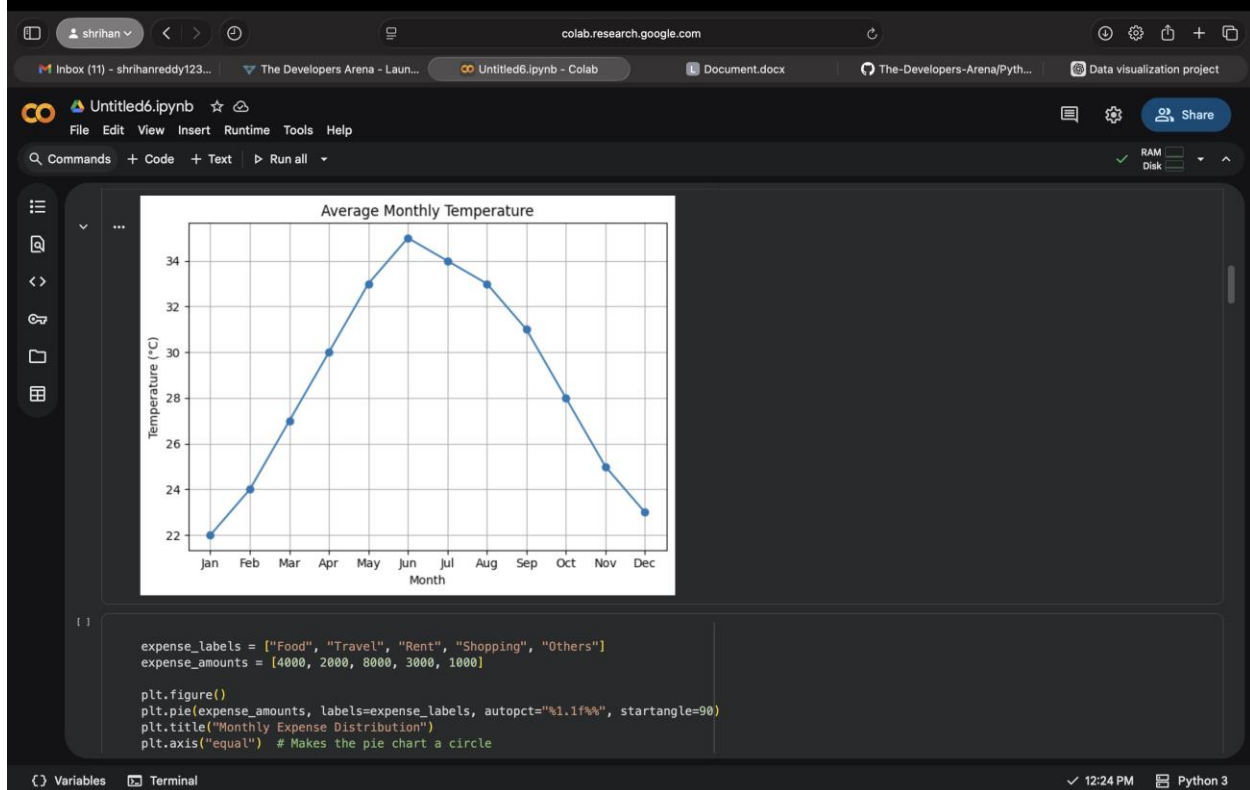 shrihan
colab.research.google.com
Inbox (11) - shrihanreddy123...
The Developers Arena - Laun...
Untitled6.ipynb - Colab
Document.docx
The-Developers-Arena/Pyth...
Data visualization project
Untitled6.ipynb
File Edit View Insert Runtime Tools Help
Share
Commands + Code + Text Run all
RAM
Disk
Average Monthly Temperature
34
32
30
28
26
24
22
Temperature (°C)
Jan Feb Mar Apr May Jun Jul Aug Sep Oct Nov Dec
Month
[ ]
expense_labels = ["Food", "Travel", "Rent", "Shopping", "Others"]
expense_amounts = [4000, 2000, 8000, 3000, 1000]
plt.figure()
plt.pie(expense_amounts, labels=expense_labels, autopct="%1.1f%%", startangle=90)
plt.title("Monthly Expense Distribution")
plt.axis("equal")  # Makes the pie chart a circle
{} Variables Terminal
12:24 PM Python 3